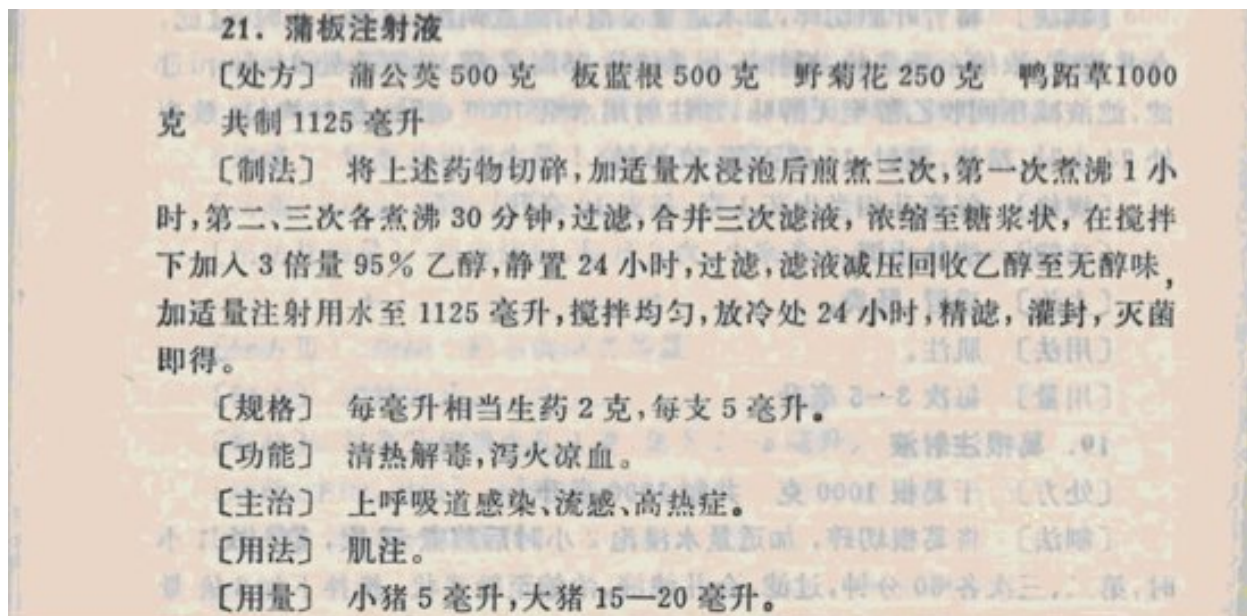 21. 蒲板注射液
〔处方〕 蒲公英 500 克 板蓝根 500 克 野菊花 250 克 鸭跖草1000
克 共制 1125 毫升
〔制法〕 将上述药物切碎,加适量水浸泡后煎煮三次,第一次煮沸 1 小
时,第二、三次各煮沸 30 分钟,过滤,合并三次滤液,浓缩至糖浆状,在搅拌
下加入 3 倍量 95% 乙醇,静置 24 小时,过滤,滤液减压回收乙醇至无醇味,
加适量注射用水至 1125 毫升,搅拌均匀,放冷处 24 小时,精滤,灌封,灭菌
即得。
〔规格〕 每毫升相当生药 2 克,每支 5 毫升。
〔功能〕 清热解毒,泻火凉血。
〔主治〕 上呼吸道感染、流感、高热症。
〔用法〕 肌注。
〔用量〕 小猪 5 毫升,大猪 15—20 毫升。